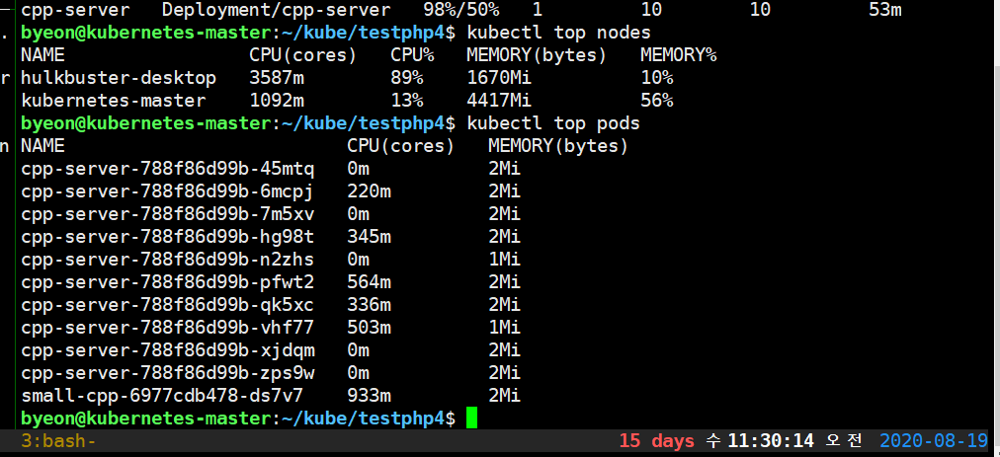 cpp-server   Deployment/cpp-server   98%/50%   1         10        10         53m
. byeon@kubernetes-master:~/kube/testphp4$ kubectl top nodes
NAME                 CPU(cores)   CPU%   MEMORY(bytes)   MEMORY%
r hulkbuster-desktop   3587m        89%    1670Mi          10%
kubernetes-master    1092m        13%    4417Mi          56%
byeon@kubernetes-master:~/kube/testphp4$ kubectl top pods
n NAME                          CPU(cores)   MEMORY(bytes)
cpp-server-788f86d99b-45mtq   0m           2Mi
cpp-server-788f86d99b-6mcpj   220m         2Mi
cpp-server-788f86d99b-7m5xv   0m           2Mi
cpp-server-788f86d99b-hg98t   345m         2Mi
cpp-server-788f86d99b-n2zhs   0m           1Mi
cpp-server-788f86d99b-pfwt2   564m         2Mi
cpp-server-788f86d99b-qk5xc   336m         2Mi
cpp-server-788f86d99b-vhf77   503m         1Mi
cpp-server-788f86d99b-xjdqm   0m           2Mi
cpp-server-788f86d99b-zps9w   0m           2Mi
small-cpp-6977cdb478-ds7v7    933m         2Mi
byeon@kubernetes-master:~/kube/testphp4$
3:bash- 15 days 수 11:30:14 오전 2020-08-19